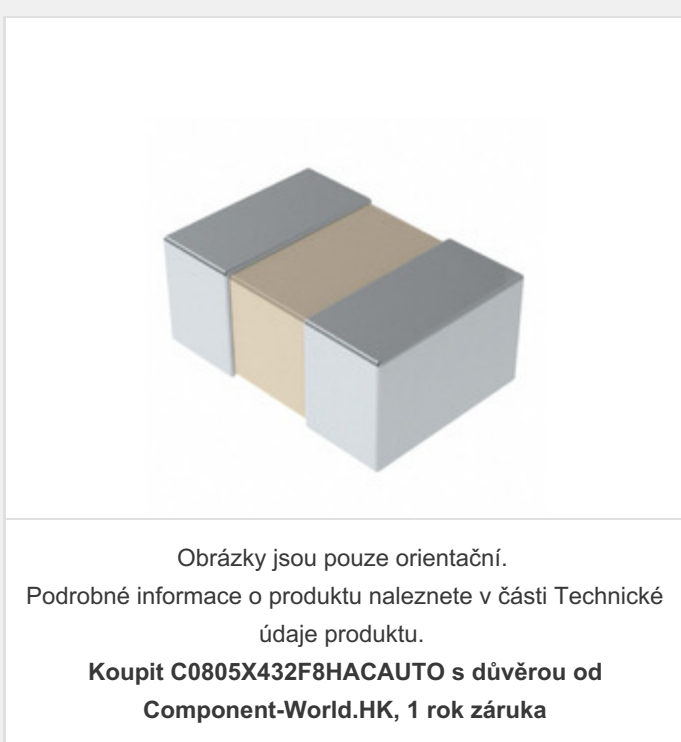 Obrázky jsou pouze orientační.
Podrobné informace o produktu naleznete v části Technické
údaje produktu.
Koupit C0805X432F8HACAUTO s důvěrou od
Component-World.HK, 1 rok záruka